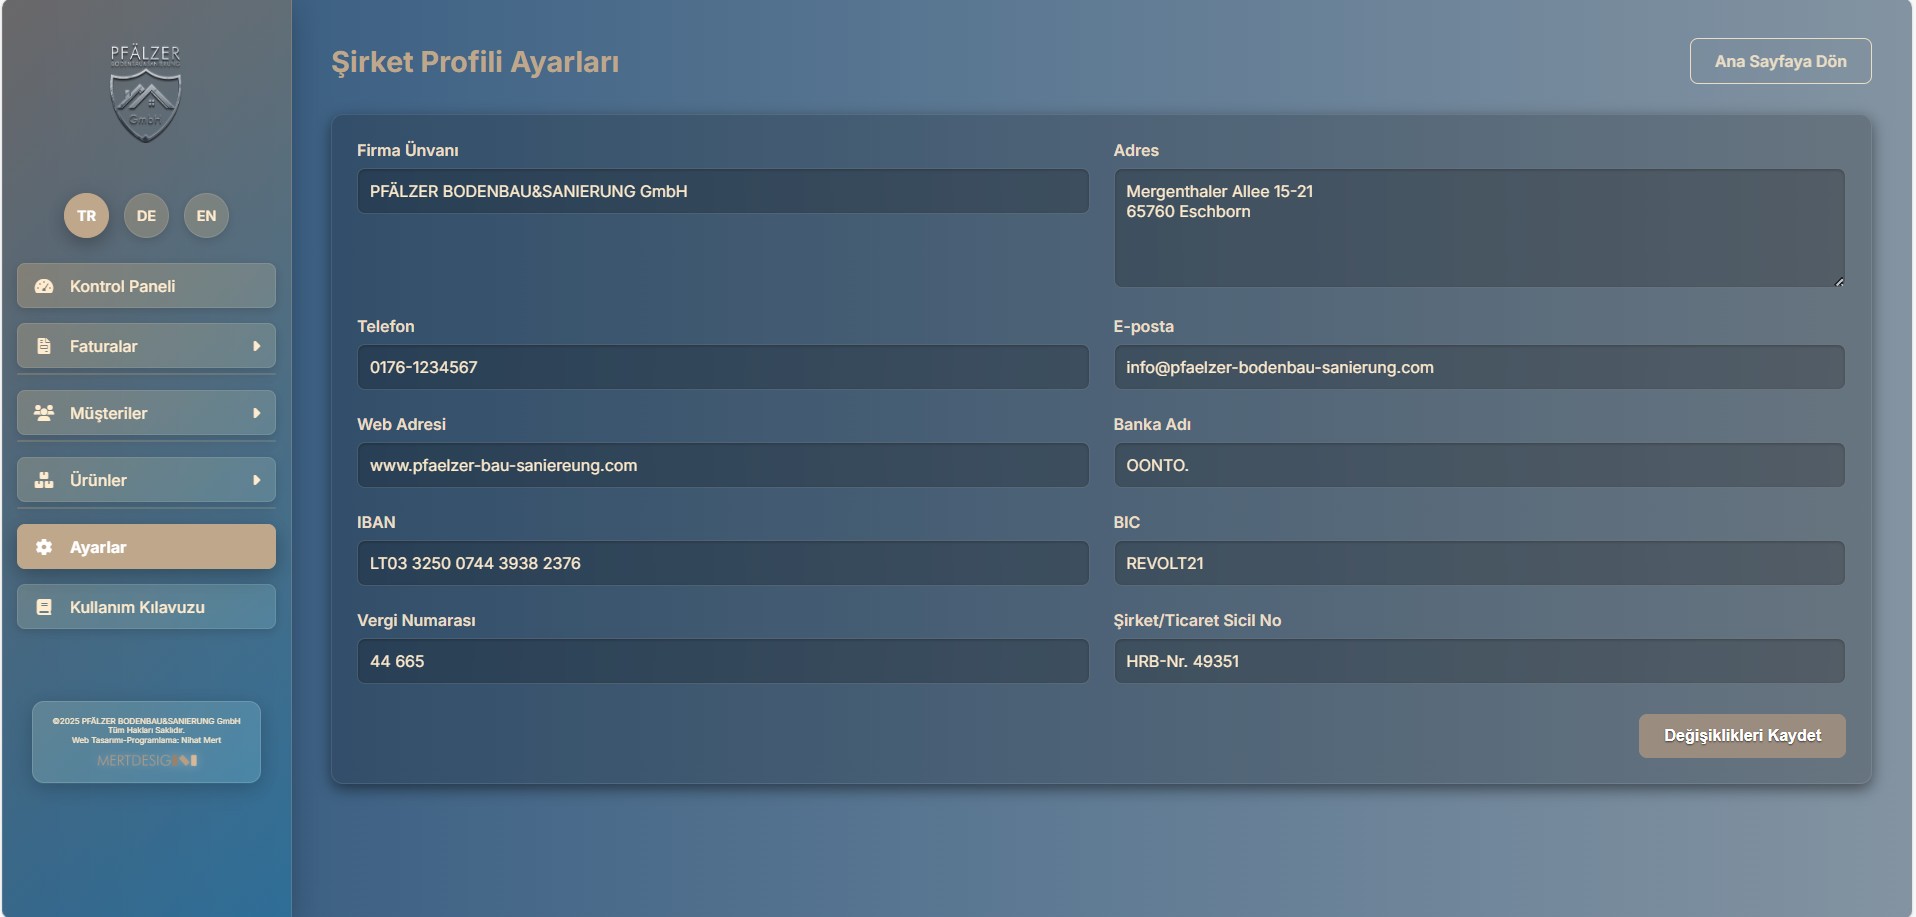 PFÄLZER
BODENBAU&SANIERUNG
GmbH
TR
DE
EN
Kontrol Paneli
Faturalar
Müşteriler
Ürünler
Ayarlar
Kullanım Kılavuzu
©2025 PFÄLZER BODENBAU&SANIERUNG GmbH
Tüm Hakları Saklıdır.
Web Tasarımı-Programlama: Nihat Mert
MERTDESIGN
Şirket Profili Ayarları
Ana Sayfaya Dön
Firma Ünvanı
PFÄLZER BODENBAU&SANIERUNG GmbH
Adres
Mergenthaler Allee 15-21
65760 Eschborn
Telefon
0176-1234567
E-posta
info@pfaelzer-bodenbau-sanierung.com
Web Adresi
www.pfaelzer-bau-saniereung.com
Banka Adı
OONTO.
IBAN
LT03 3250 0744 3938 2376
BIC
REVOLT21
Vergi Numarası
44 665
Şirket/Ticaret Sicil No
HRB-Nr. 49351
Değişiklikleri Kaydet